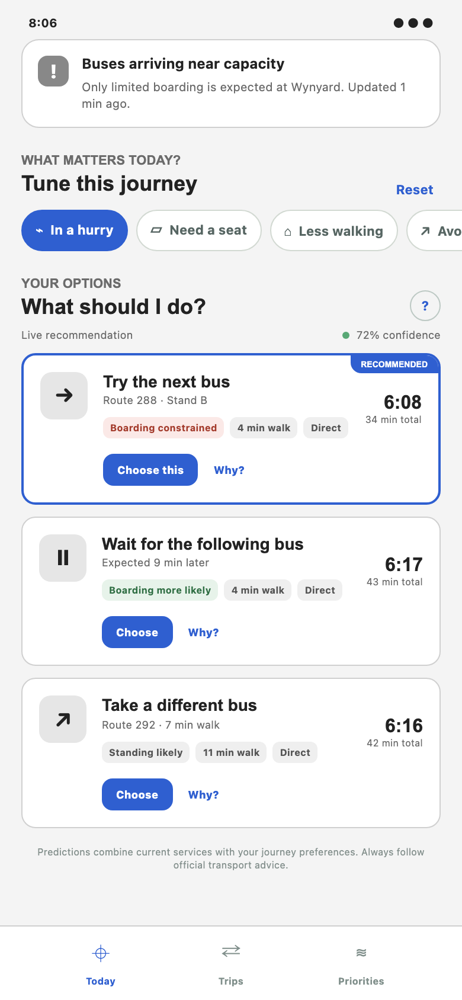 8:06
!
Buses arriving near capacity
Only limited boarding is expected at Wynyard. Updated 1
min ago.
WHAT MATTERS TODAY?
Tune this journey
Reset
In a hurry
Need a seat
Less walking
Avo
YOUR OPTIONS
What should I do?
?
Live recommendation
72% confidence
RECOMMENDED
Try the next bus
Route 288 · Stand B
6:08
34 min total
Boarding constrained
4 min walk
Direct
Choose this
Why?
Wait for the following bus
Expected 9 min later
6:17
43 min total
Boarding more likely
4 min walk
Direct
Choose
Why?
Take a different bus
Route 292 · 7 min walk
6:16
42 min total
Standing likely
11 min walk
Direct
Choose
Why?
Predictions combine current services with your journey preferences. Always follow
official transport advice.
Today
Trips
Priorities